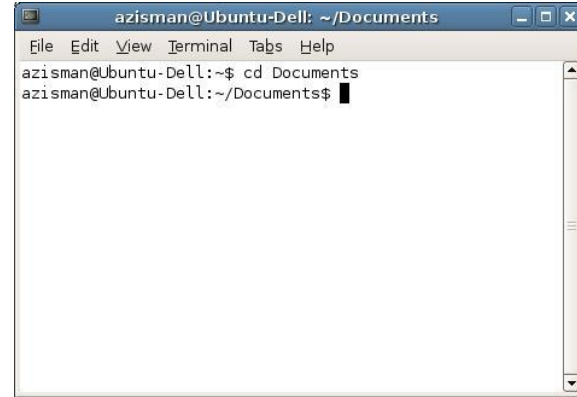 azisman@Ubuntu-Dell: ~/Documents
File Edit View Terminal Tabs Help
azisman@Ubuntu-Dell:~$ cd Documents
azisman@Ubuntu-Dell:~/Documents$